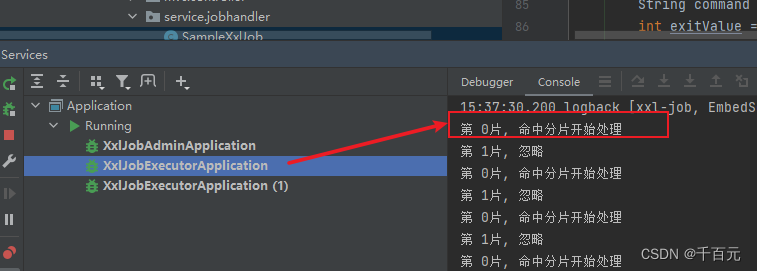 service.jobhandler
SampleXxlJob
85
86
String command
int exitValue =
Services
Debugger
Console
Application
Running
XxlJobAdminApplication
XxlJobExecutorApplication
XxlJobExecutorApplication (1)
15:37:30.200 logback [xxl-job, EmbedS
第 0片, 命中分片开始处理
第 1片, 忽略
第 0片, 命中分片开始处理
第 1片, 忽略
第 0片, 命中分片开始处理
第 1片, 忽略
第 0片, 命中分片开始处理
CSDN @千百元